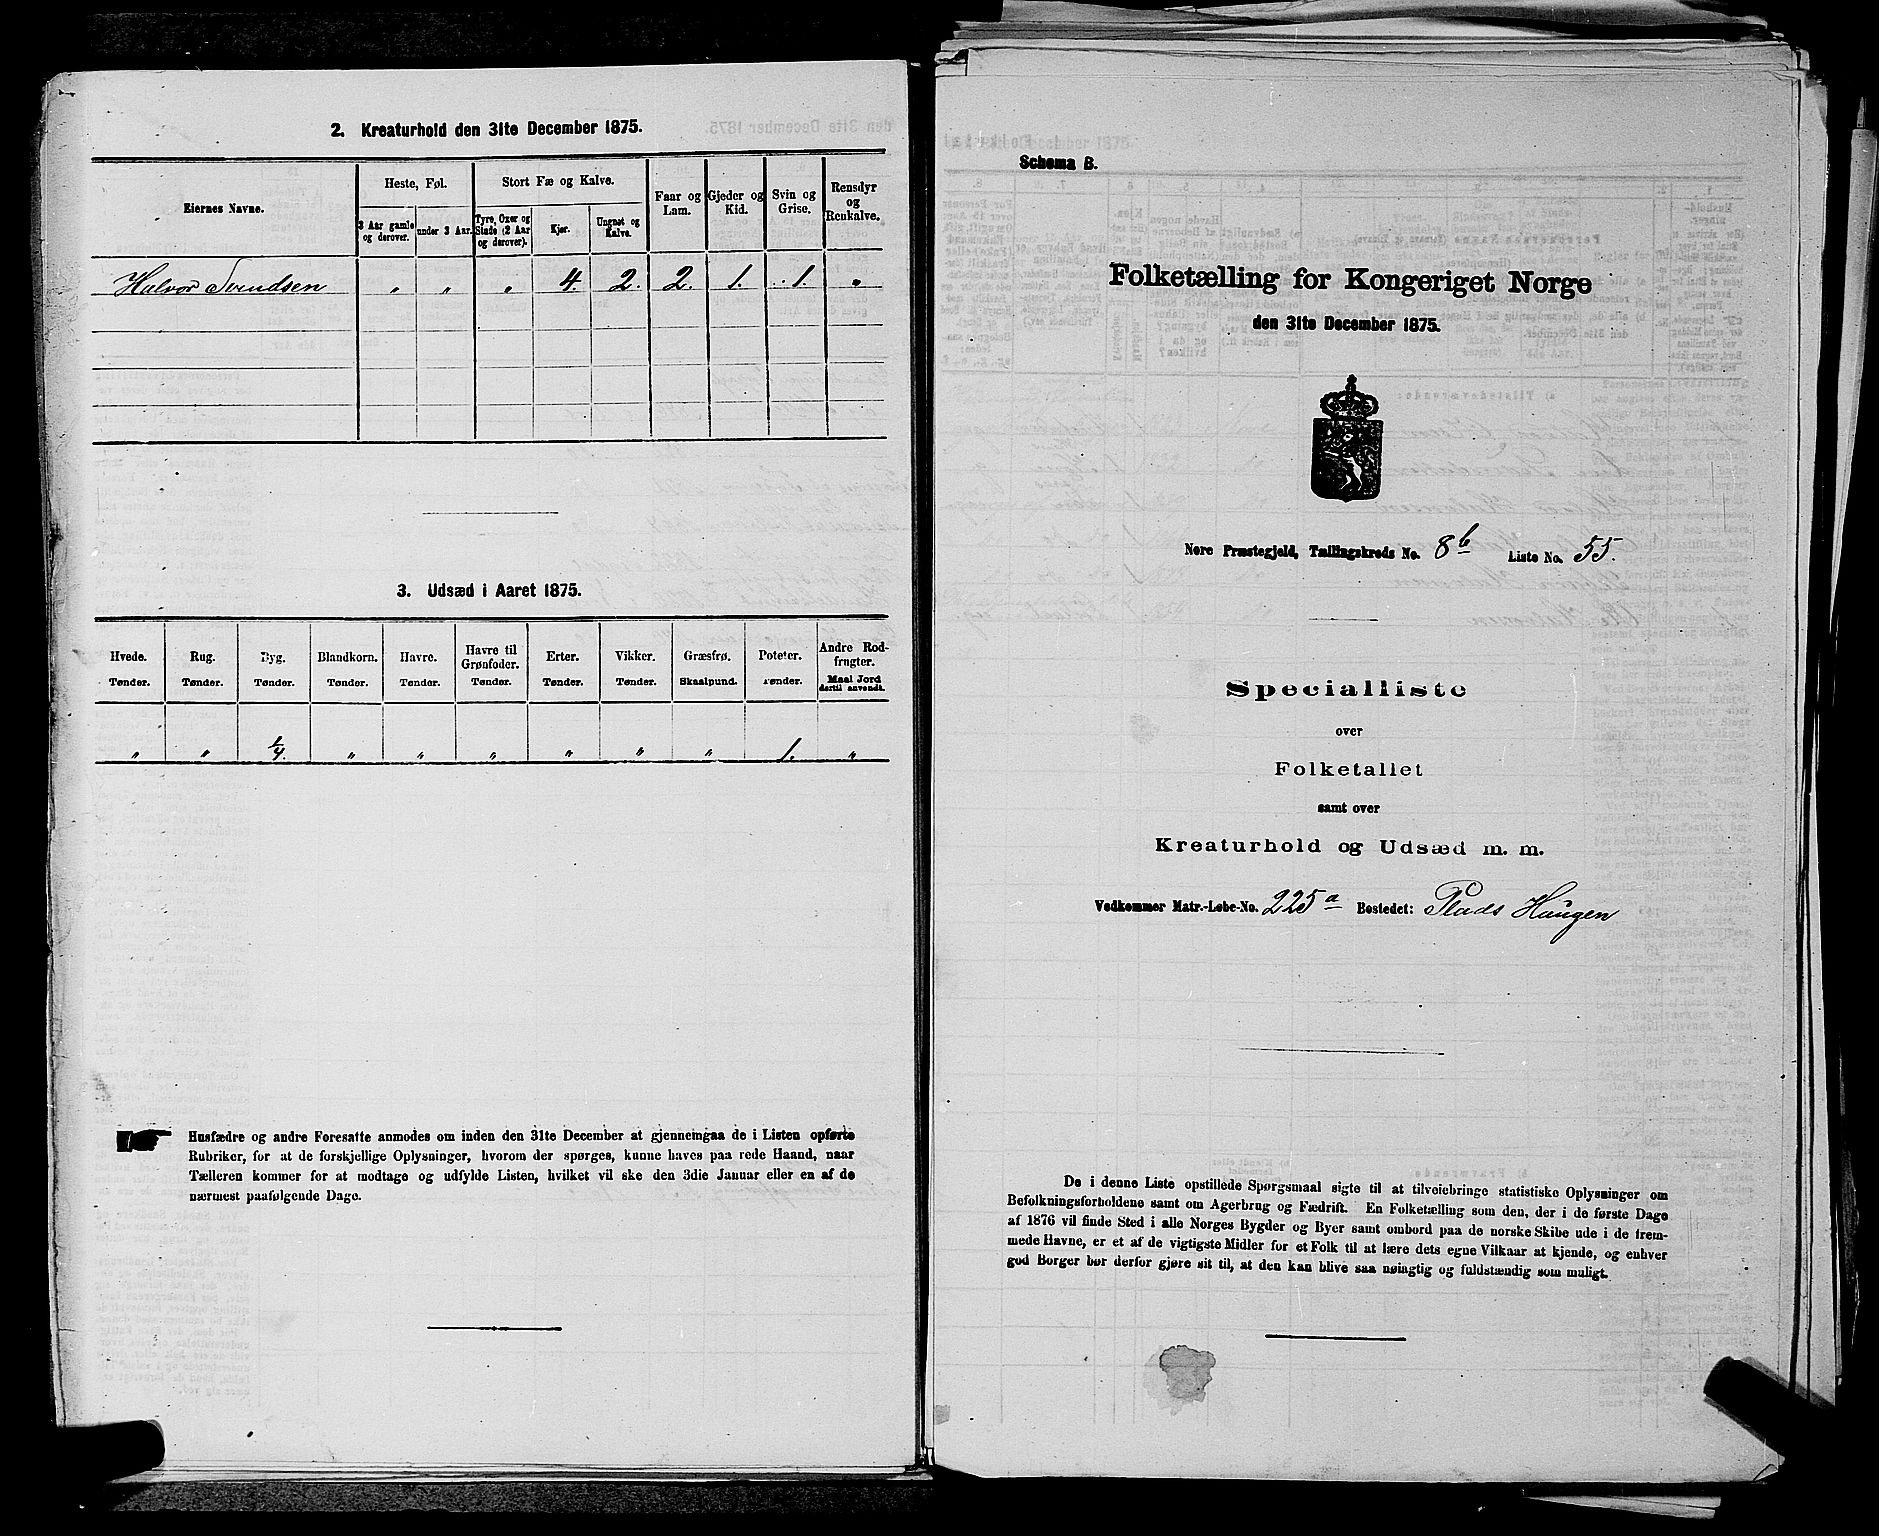 2. Kreaturhold den 31te December 1875.
Eiernes Navne.
Heste, Føl.
Stort Fæ og Kalve.
Faar og Lam.
Gjeder og Kid.
Svin og Grise.
Rensdyr og Renkalve.
3 Aar gamle og derover.
under 3 Aar.
Tyre, Oxer og Stude (2 Aar og derover).
Kjør.
Ungnøt og Kalve.
Halvor Svendsen " " " 4. 2. 2. 1. 1. "
3. Udsæd i Aaret 1875.
Hvede. Rug. Byg. Blandkorn. Havre. Havre til Grønfoder. Erter. Vikker. Græsfrø. Poteter. Andre Rodfrugter.
Tønder. Tønder. Tønder. Tønder. Tønder. Tønder. Tønder. Tønder. Skaalpund. Tønder. Maal Jord dertil anvendt.
" " 1/4. " " " " " " 1. "
Husfædre og andre Foresatte anmodes om inden den 31te December at gjennemgaa de i Listen opførte
Rubriker, for at de forskjellige Oplysninger, hvorom der spørges, kunne haves paa rede Haand, naar
Tælleren kommer for at modtage og udfylde Listen, hvilket vil ske den 3die Januar eller en af de
nærmest paafølgende Dage.
Schema B.
Folketælling for Kongeriget Norge
den 31te December 1875.
Nore Præstegjeld, Tællingskreds No. 8b Liste No. 55.
Specialliste
over
Folketallet
samt over
Kreaturhold og Udsæd m. m.
Vedkommer Matr.-Løbe-No. 225a Bostedet: Plads Haugen
De i denne Liste opstillede Spørgsmaal sigte til at tilveiebringe statistiske Oplysninger om
Befolkningsforholdene samt om Agerbrug og Fædrift. En Folketælling som den, der i de første Dage
af 1876 vil finde Sted i alle Norges Bygder og Byer samt ombord paa de norske Skibe ude i de frem-
mede Havne, er et af de vigtigste Midler for et Folk til at lære dets egne Vilkaar at kjende, og enhver
god Borger bør derfor gjøre sit til, at den kan blive saa nøiagtig og fuldstændig som muligt.